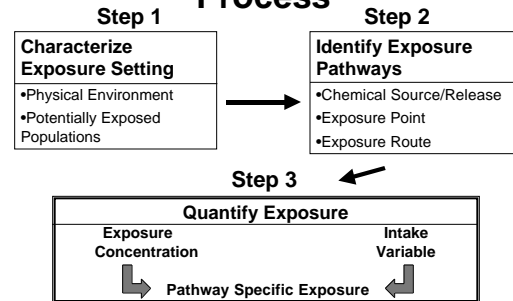 Process
Step 1
Step 2
Characterize
Exposure Setting
•Physical Environment
•Potentially Exposed
Populations
Identify Exposure
Pathways
•Chemical Source/Release
•Exposure Point
•Exposure Route
Step 3
Quantify Exposure
Exposure
Concentration
Intake
Variable
Pathway Specific Exposure